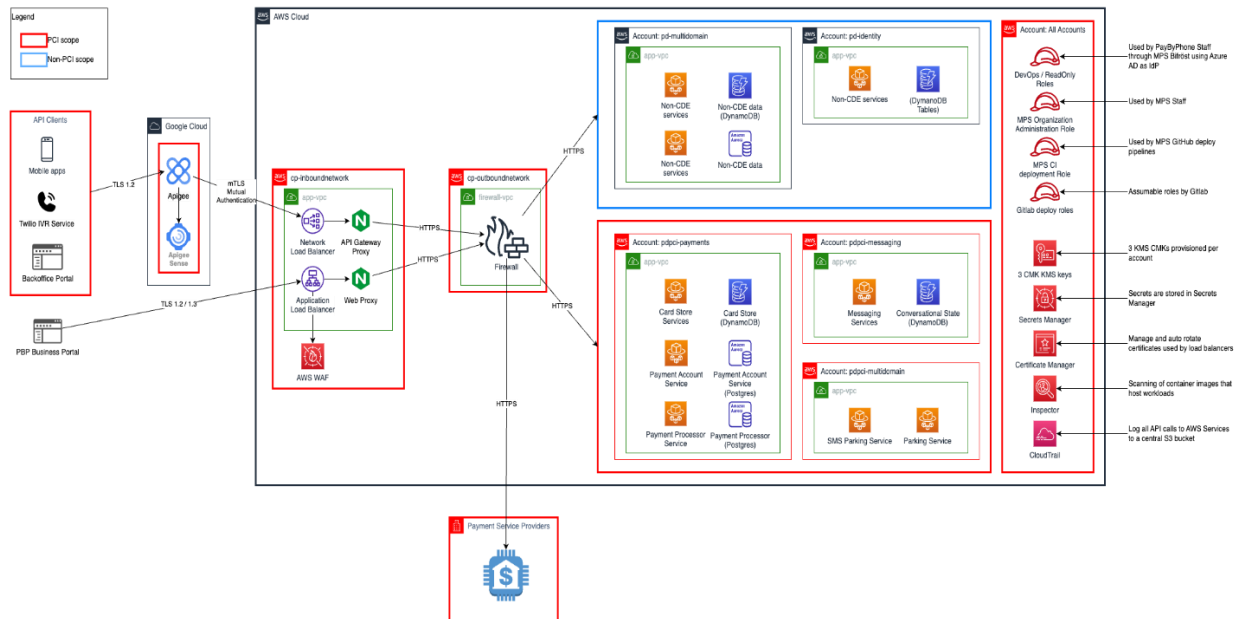 Legend
PCI scope
Non-PCI scope
API Clients
Mobile apps
Twilio IVR Service
Backoffice Portal
PBP Business Portal
TLS 1.2
TLS 1.2 / 1.3
Google Cloud
Apigee
Apigee
Sense
mTLS
Mutual
Authentication
AWS Cloud
cp-inboundnetwork
app-vpc
Network
Load Balancer
API Gateway
Proxy
Application
Load Balancer
Web Proxy
AWS WAF
HTTPS
HTTPS
cp-outboundnetwork
firewall-vpc
Firewall
HTTPS
HTTPS
HTTPS
Account: pd-multidomain
app-vpc
Non-CDE
services
Non-CDE data
(DynamoDB)
Non-CDE
services
Amazon
Aurora
Non-CDE data
Account: pd-identity
app-vpc
Non-CDE services
(DymanoDB
Tables)
Account: pdpci-payments
app-vpc
Card Store
Services
Card Store
(DynamoDB)
Payment Account
Service
Amazon
Aurora
Payment Account
Service
(Postgres)
Payment Processor
Service
Amazon
Aurora
Payment Processor
(Postgres)
Account: pdpci-messaging
app-vpc
Messaging
Services
Conversational State
(DynamoDB)
Account: pdpci-multidomain
app-vpc
SMS Parking Service
Parking Service
Account: All Accounts
DevOps / ReadOnly
Roles
MPS Organization
Administration Role
MPS CI
deployment Role
Gitlab deploy roles
3 CMK KMS keys
Secrets Manager
Certificate Manager
Inspector
CloudTrail
Used by PayByPhone Staff
through MPS Bifrost using Azure
AD as IdP
Used by MPS Staff
Used by MPS GitHub deploy
pipelines
Assumable roles by Gitlab
3 KMS CMKs provisioned per
account
Secrets are stored in Secrets
Manager
Manage and auto rotate
certificates used by load balancers
Scanning of container images that
host workloads
Log all API calls to AWS Services
to a central S3 bucket
Payment Service Providers